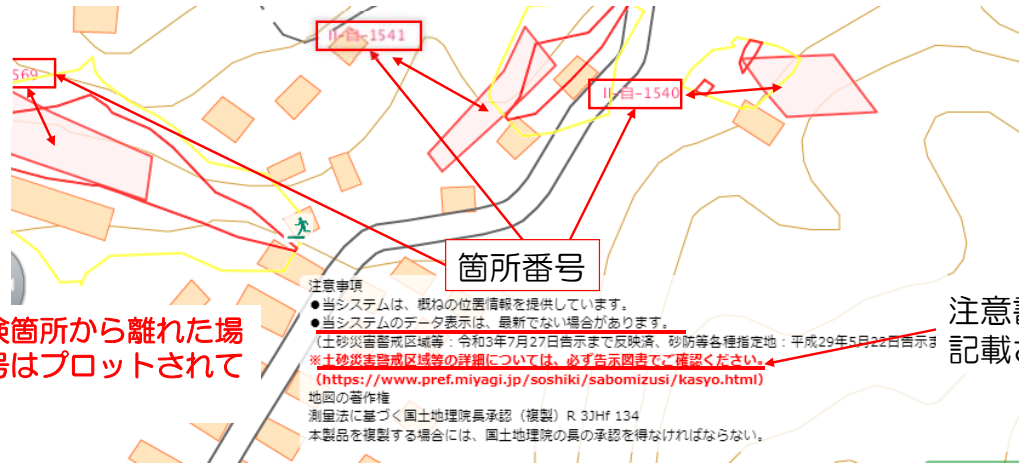 II-自-1541
569
II-自-1540
箇所番号
険箇所から離れた場
号はプロットされて
注意事項
●当システムは、概ねの位置情報を提供しています。
●当システムのデータ表示は、最新でない場合があります。
(土砂災害警戒区域等:令和3年7月27日告示まで反映済、砂防等各種指定地:平成29年5月22日告示ま
※土砂災害警戒区域等の詳細については、必ず告示図書でご確認ください。
(https://www.pref.miyagi.jp/soshiki/sabomizusi/kasyo.html)
地図の著作権
測量法に基づく国土地理院長承認(複製)R 3JHf 134
本製品を複製する場合には、国土地理院の長の承認を得なければならない。
注意書
記載さ